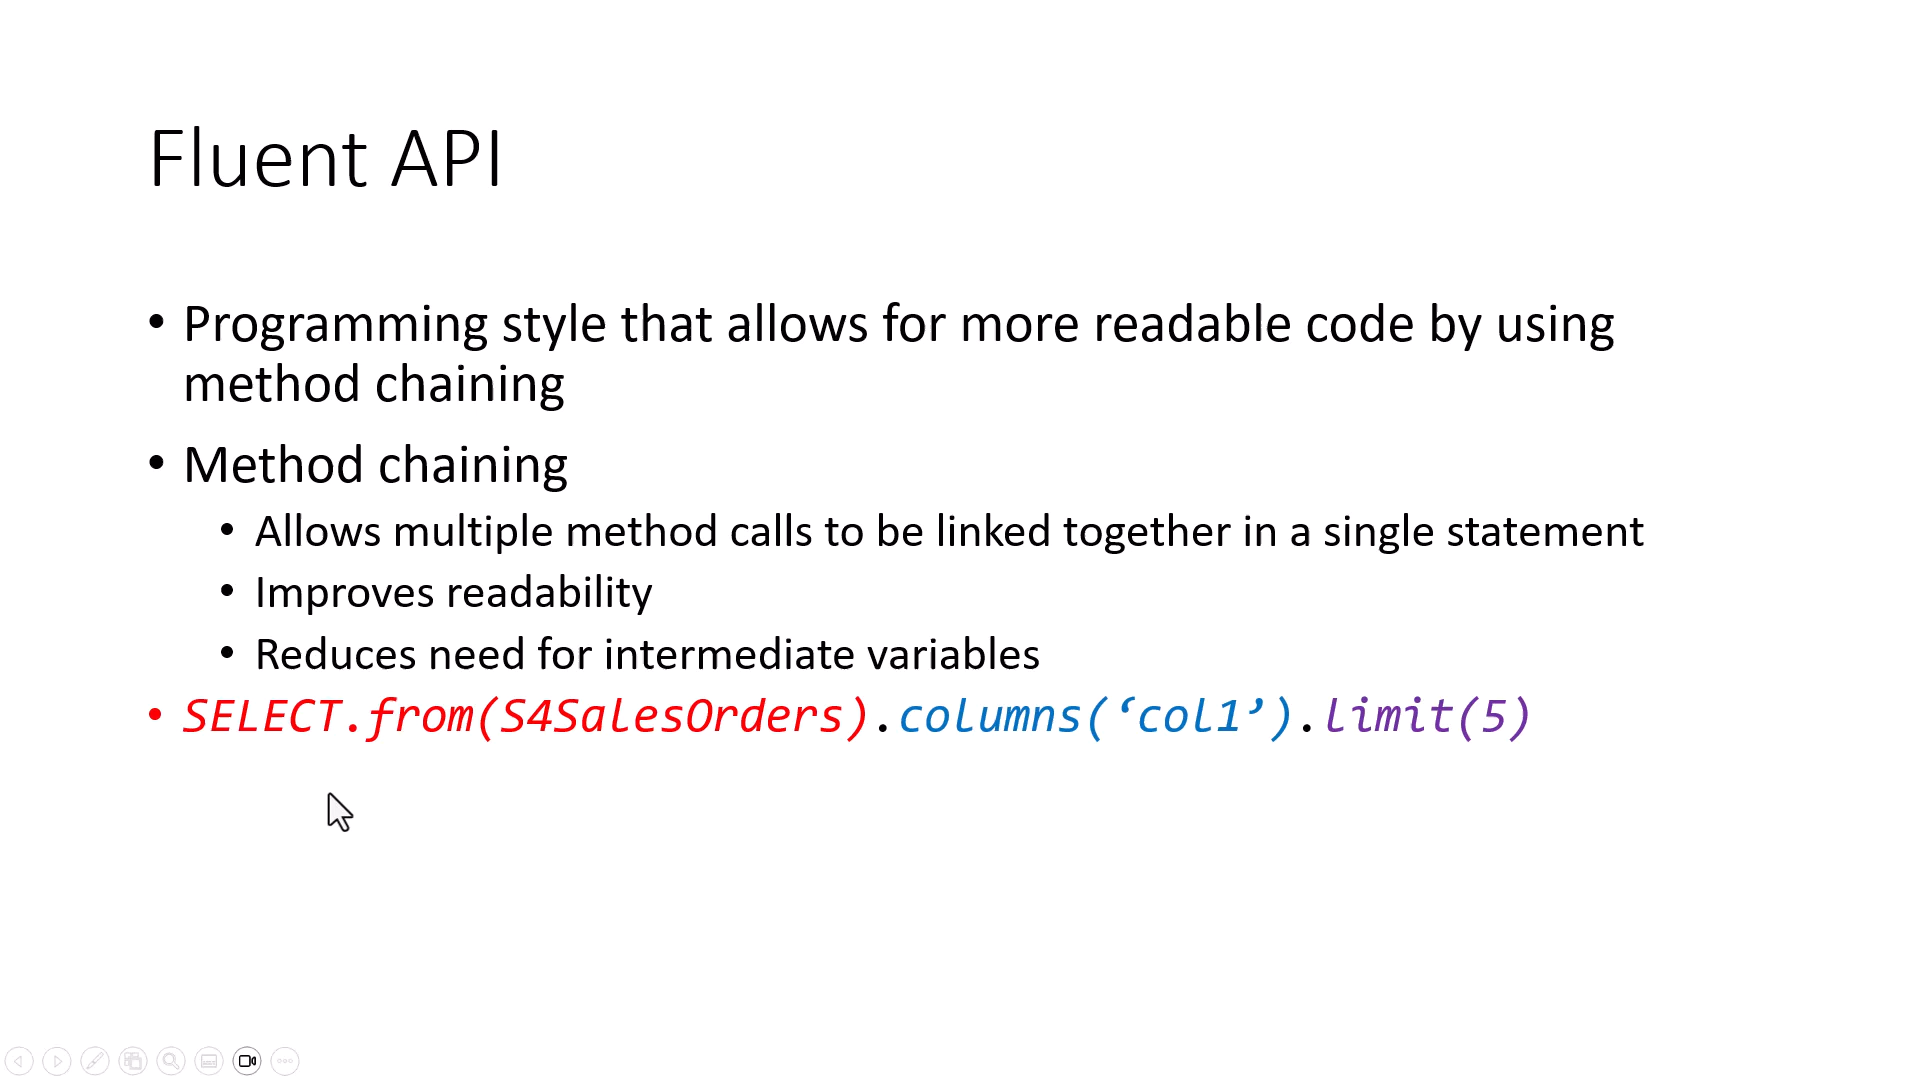 Fluent API
• Programming style that allows for more readable code by using
method chaining
• Method chaining
• Allows multiple method calls to be linked together in a single statement
• Improves readability
• Reduces need for intermediate variables
• SELECT.from(S4SalesOrders).columns(‘col1’).limit(5)